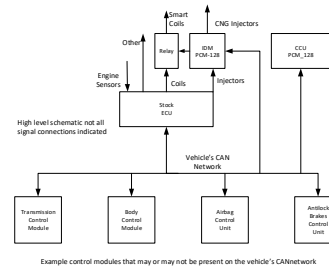 Smart
Coils
CNG Injectors
Other
Relay
IDM
PCM-128
CCU
PCM_128
Engine
Sensors
Coils
Injectors
Stock
ECU
High level schematic not all
signal connections indicated
Vehicle's CAN
Network
Transmission
Control
Module
Body
Control
Module
Airbag
Control
Unit
Antilock
Brakes
Control
Unit
Example control modules that may or may not be present on the vehicle's CANnetwork